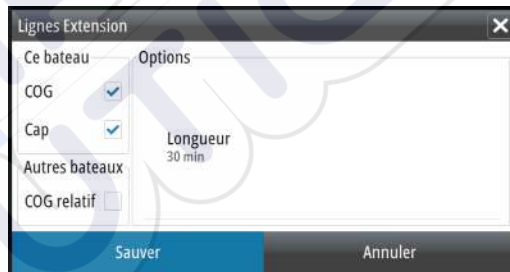 Lignes Extension
Ce bateau
COG
Cap
Autres bateaux
COG relatif
Options
Longueur
30 min
Sauver
Annuler